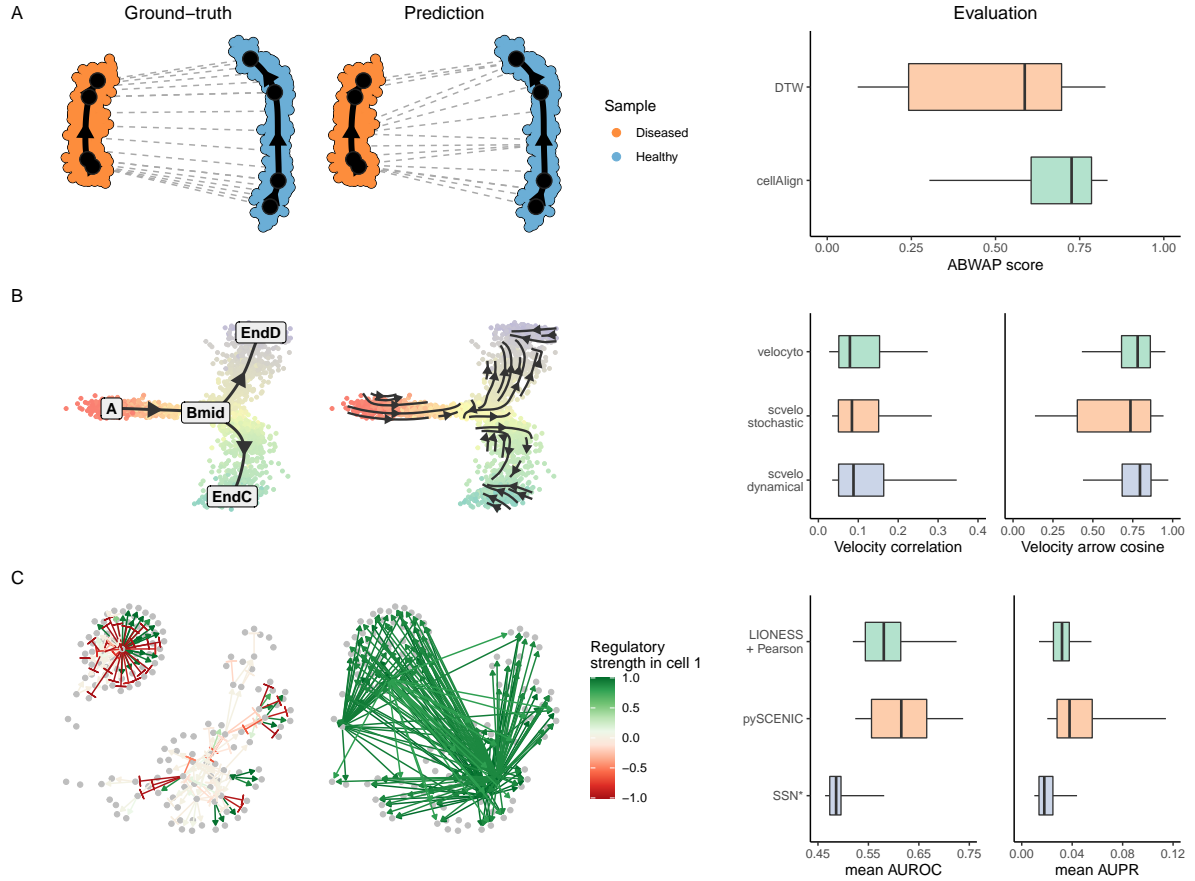 A
Ground−truth
Prediction
Evaluation
Sample
Diseased
Healthy
DTW
cellAlign
0.00
0.25
0.50
0.75
1.00
ABWAP score
B
A
Bmid
EndD
EndC
velocyto
scvelo
stochastic
scvelo
dynamical
0.0
0.1
0.2
0.3
0.4
Velocity correlation
0.00
0.25
0.50
0.75
1.00
Velocity arrow cosine
C
Regulatory
strength in cell 1
1.0
0.5
0.0
−0.5
−1.0
LIONESS
+ Pearson
pySCENIC
SSN*
0.45
0.55
0.65
0.75
mean AUROC
0.00
0.04
0.08
0.12
mean AUPR